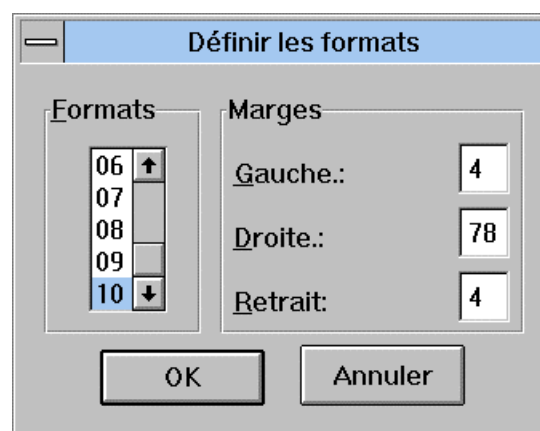 Définir les formats
Formats
06
07
08
09
10
Marges
Gauche.: 4
Droite.: 78
Retrait: 4
OK
Annuler